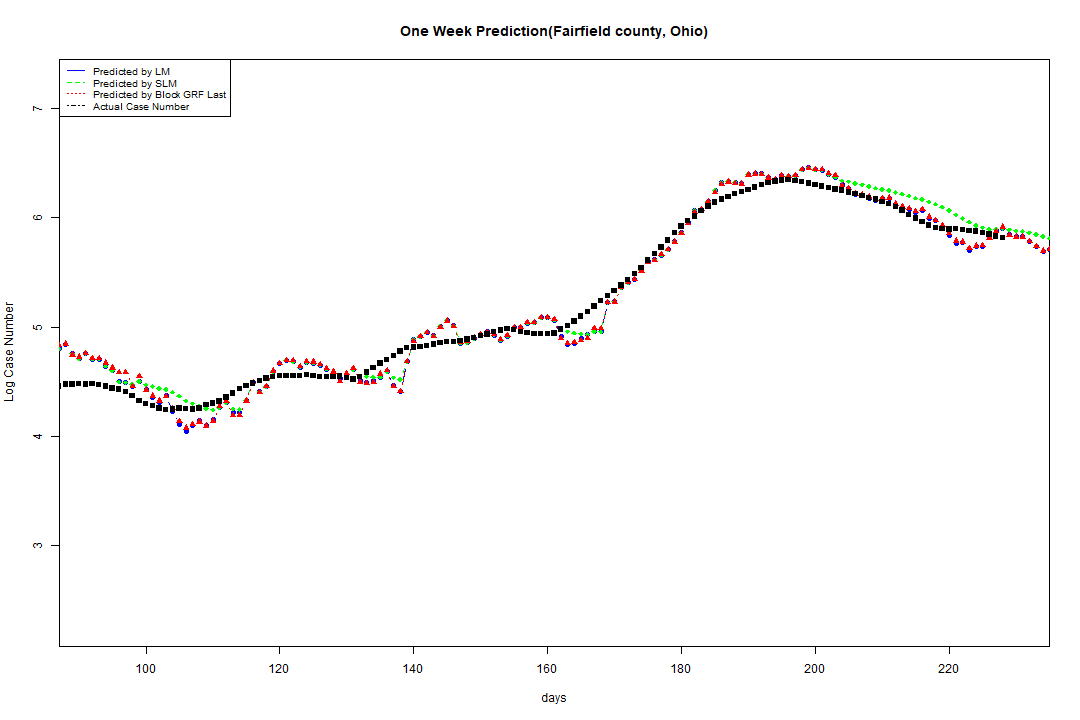 One Week Prediction(Fairfield county, Ohio)
Predicted by LM
Predicted by SLM
Predicted by Block GRF Last
Actual Case Number
7
6
5
4
3
Log Case Number
100 120 140 160 180 200 220
days